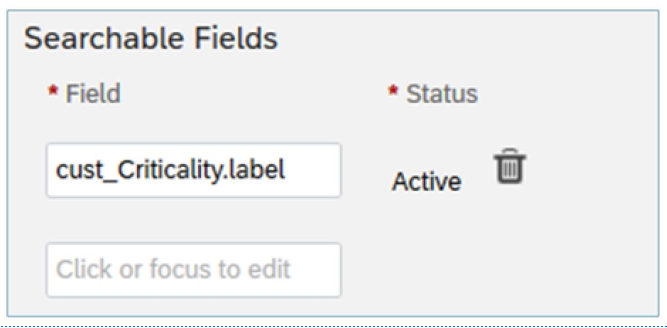 Searchable Fields
* Field * Status
cust_Criticality.label Active
Click or focus to edit